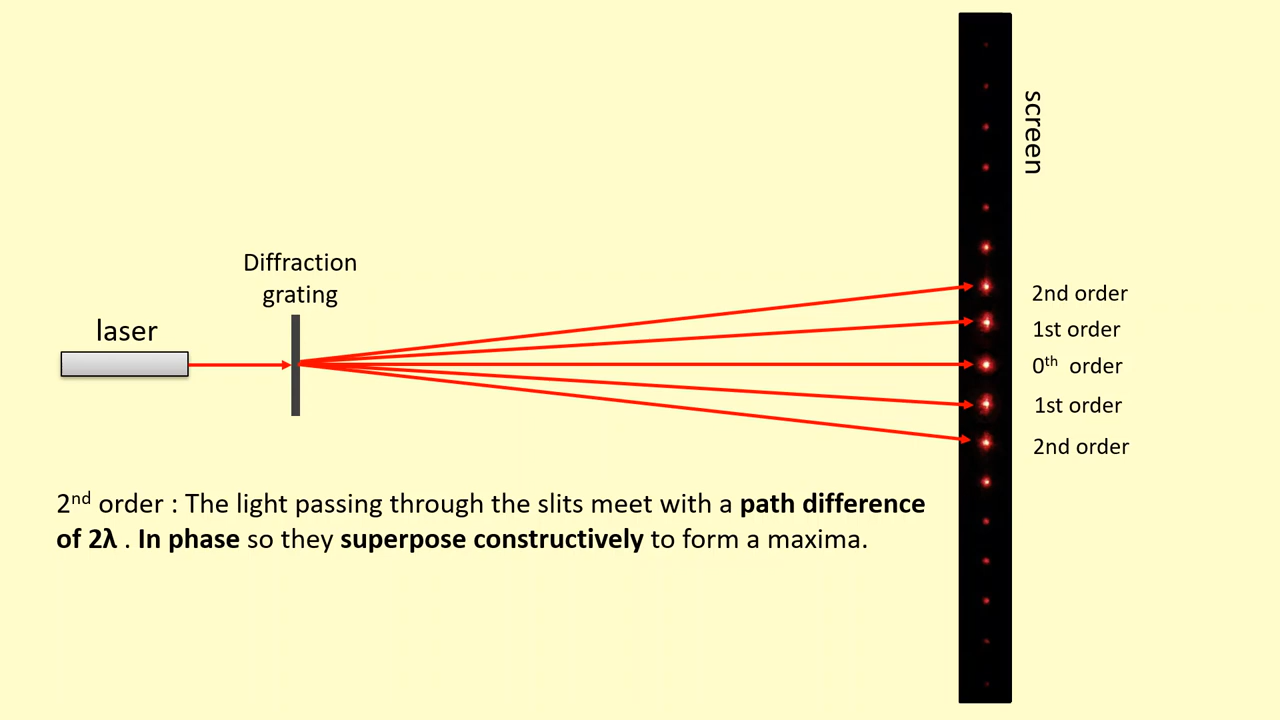 screen
Diffraction
grating
laser
2nd order
1st order
0th order
1st order
2nd order
2nd order : The light passing through the slits meet with a path difference
of 2λ . In phase so they superpose constructively to form a maxima.